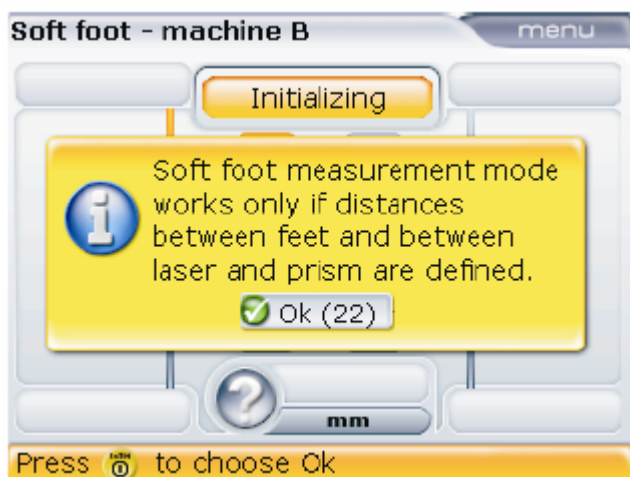 Soft foot - machine B
menu
Initializing
Soft foot measurement mode
works only if distances
between feet and between
laser and prism are defined.
Ok (22)
?
mm
Press to choose Ok